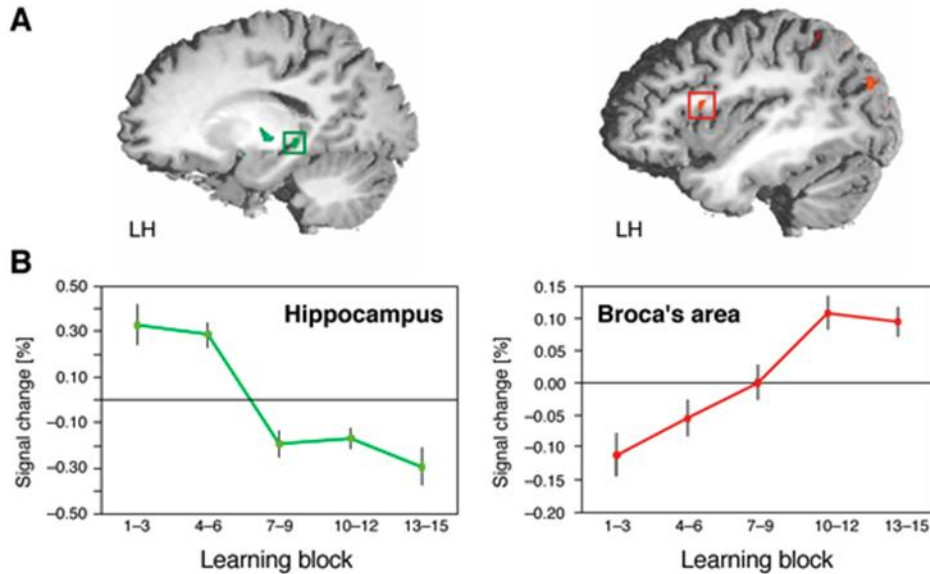 A
LH
LH
B
Hippocampus
Signal change [%]
0.50
0.30
0.10
-0.10
-0.30
-0.50
1–3
4–6
7–9
10–12
13–15
Learning block
Broca's area
Signal change [%]
0.15
0.10
0.05
0.00
-0.05
-0.10
-0.20
1–3
4–6
7–9
10–12
13–15
Learning block